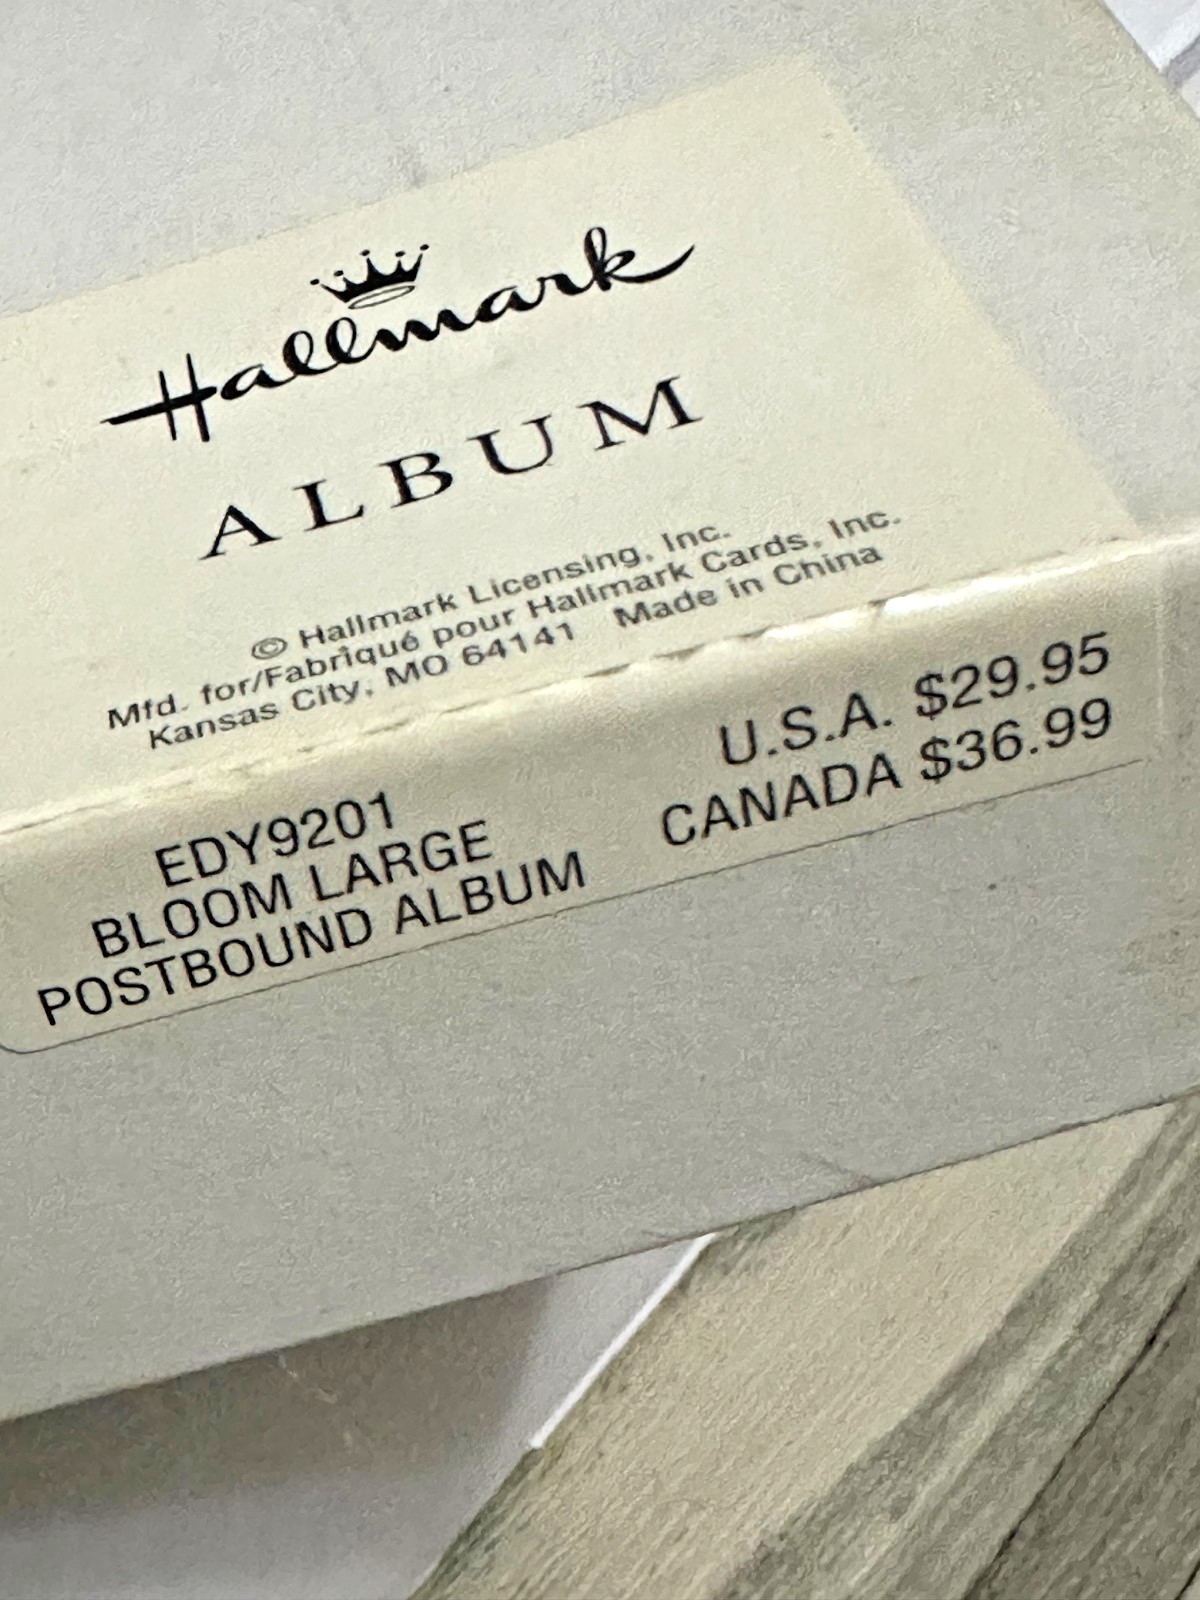 Hallmark
ALBUM
© Hallmark Licensing, Inc.
Mfd. for/Fabriqué pour Hallmark Cards, Inc.
Kansas City, MO 64141 Made in China
EDY9201
BLOOM LARGE
POSTBOUND ALBUM
U.S.A. $29.95
CANADA $36.99